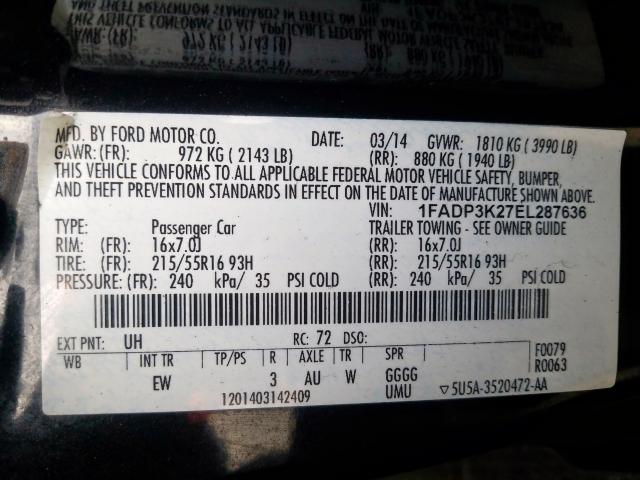 MFD. BY FORD MOTOR CO. DATE: 03/14 GVWR: 1810 KG ( 3990 LB)
GAWR: (FR): 972 KG ( 2143 LB) (RR): 880 KG ( 1940 LB)
THIS VEHICLE CONFORMS TO ALL APPLICABLE FEDERAL MOTOR VEHICLE SAFETY, BUMPER,
AND THEFT PREVENTION STANDARDS IN EFFECT ON THE DATE OF MANUFACTURE SHOWN ABOVE.
VIN: 1FADP3K27EL287636
TYPE: Passenger Car TRAILER TOWING - SEE OWNER GUIDE
RIM: (FR): 16x7.0J (RR): 16x7.0J
TIRE: (FR): 215/55R16 93H (RR): 215/55R16 93H
PRESSURE: (FR): 240 kPa/ 35 PSI COLD (RR): 240 kPa/ 35 PSI COLD
EXT PNT: UH RC: 72 DSO: F0079
WB INT TR TP/PS R AXLE TR SPR R0063
EW 3 AU W GGGG
UMU ▽5U5A-3520472-AA
1201403142409